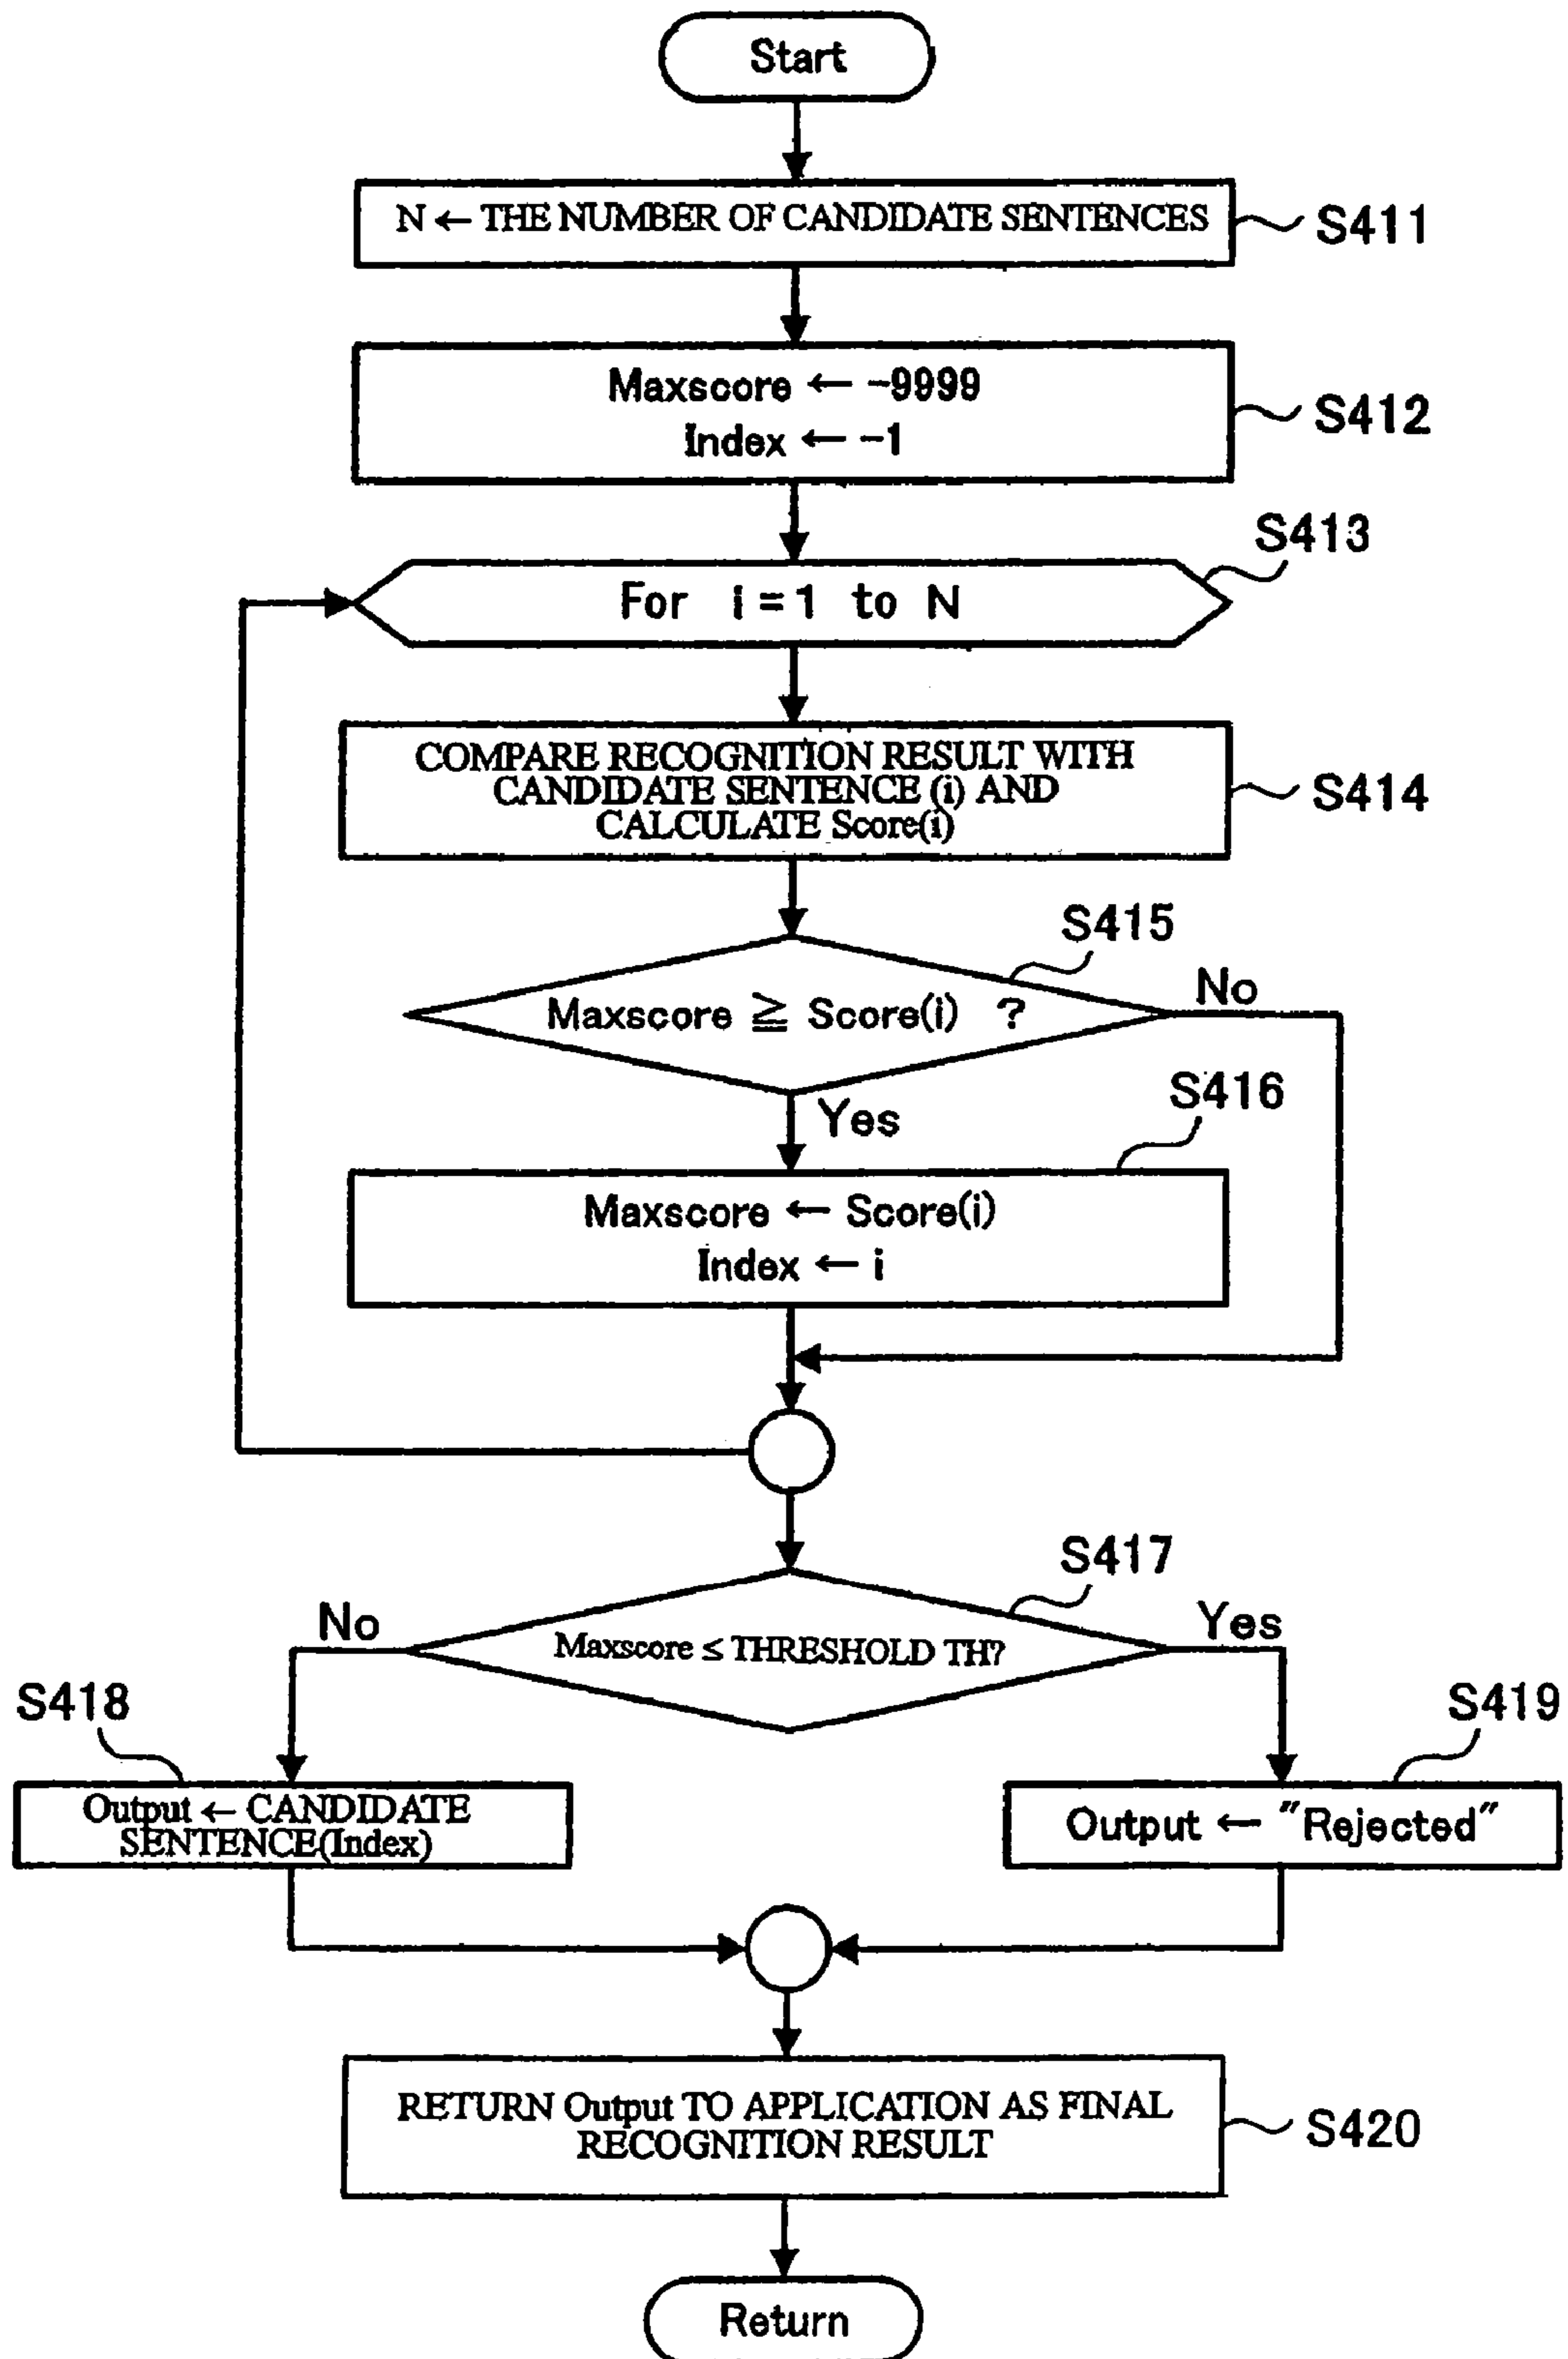 Start
N ← THE NUMBER OF CANDIDATE SENTENCES
S411
Maxscore ← -9999
Index ← -1
S412
S413
For i=1 to N
COMPARE RECOGNITION RESULT WITH
CANDIDATE SENTENCE (i) AND
CALCULATE Score(i)
S414
S415
Maxscore ≧ Score(i) ?
No
Yes
S416
Maxscore ← Score(i)
Index ← i
S417
Maxscore ≤ THRESHOLD TH?
No
Yes
S418
S419
Output ← CANDIDATE
SENTENCE(Index)
Output ← "Rejected"
RETURN Output TO APPLICATION AS FINAL
RECOGNITION RESULT
S420
Return